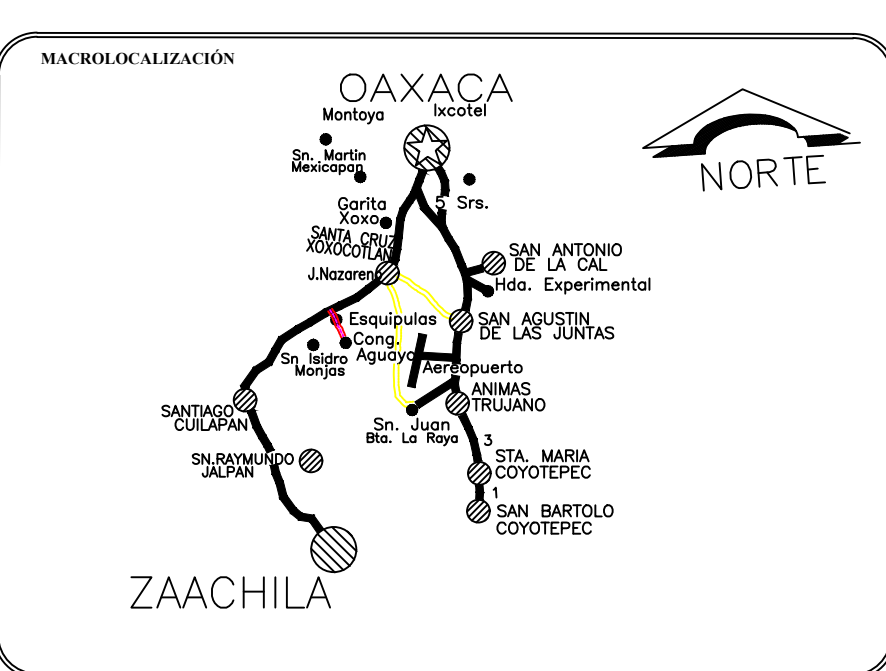 MACROLOCALIZACIÓN
OAXACA
Ixcotel
Montoya
NORTE
Sn. Martin
Mexicapan
Garita
Xoxo
5 Srs.
SANTA CRUZ
XOXOCOTLAN
J.Nazareno
SAN ANTONIO
DE LA CAL
Hda. Experimental
Esquipulas
SAN AGUSTIN
DE LAS JUNTAS
Cong.
Aguayo
Sn Isidro
Monjas
Aereopuerto
ANIMAS
TRUJANO
SANTIAGO
CUILAPAN
Sn. Juan
Bta. La Raya
3
SN.RAYMUNDO
JALPAN
STA. MARIA
COYOTEPEC
1
SAN BARTOLO
COYOTEPEC
ZAACHILA